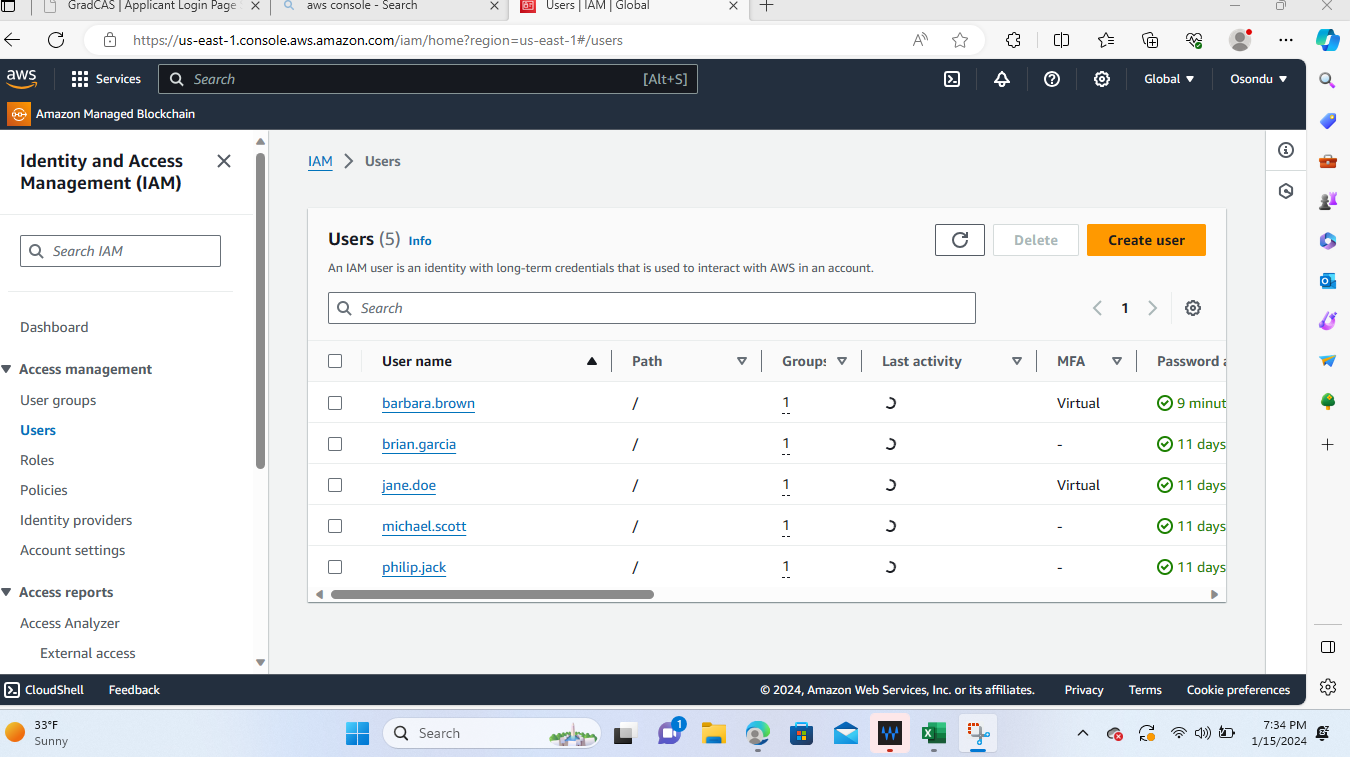 GradCAS | Applicant Login Page
aws console - Search
Users | IAM | Global
https://us-east-1.console.aws.amazon.com/iam/home?region=us-east-1#/users
aws
Services
Search
[Alt+S]
Global
Osondu
Amazon Managed Blockchain
Identity and Access
Management (IAM)
Search IAM
Dashboard
Access management
User groups
Users
Roles
Policies
Identity providers
Account settings
Access reports
Access Analyzer
External access
IAM > Users
Users (5) Info
Delete
Create user
An IAM user is an identity with long-term credentials that is used to interact with AWS in an account.
Search
1
User name Path Groups Last activity MFA Password a
barbara.brown / 1 Virtual 9 minut
brian.garcia / 1 - 11 days
jane.doe / 1 Virtual 11 days
michael.scott / 1 - 11 days
philip.jack / 1 - 11 days
CloudShell Feedback
© 2024, Amazon Web Services, Inc. or its affiliates. Privacy Terms Cookie preferences
33°F
Sunny
Search
1
7:34 PM
1/15/2024